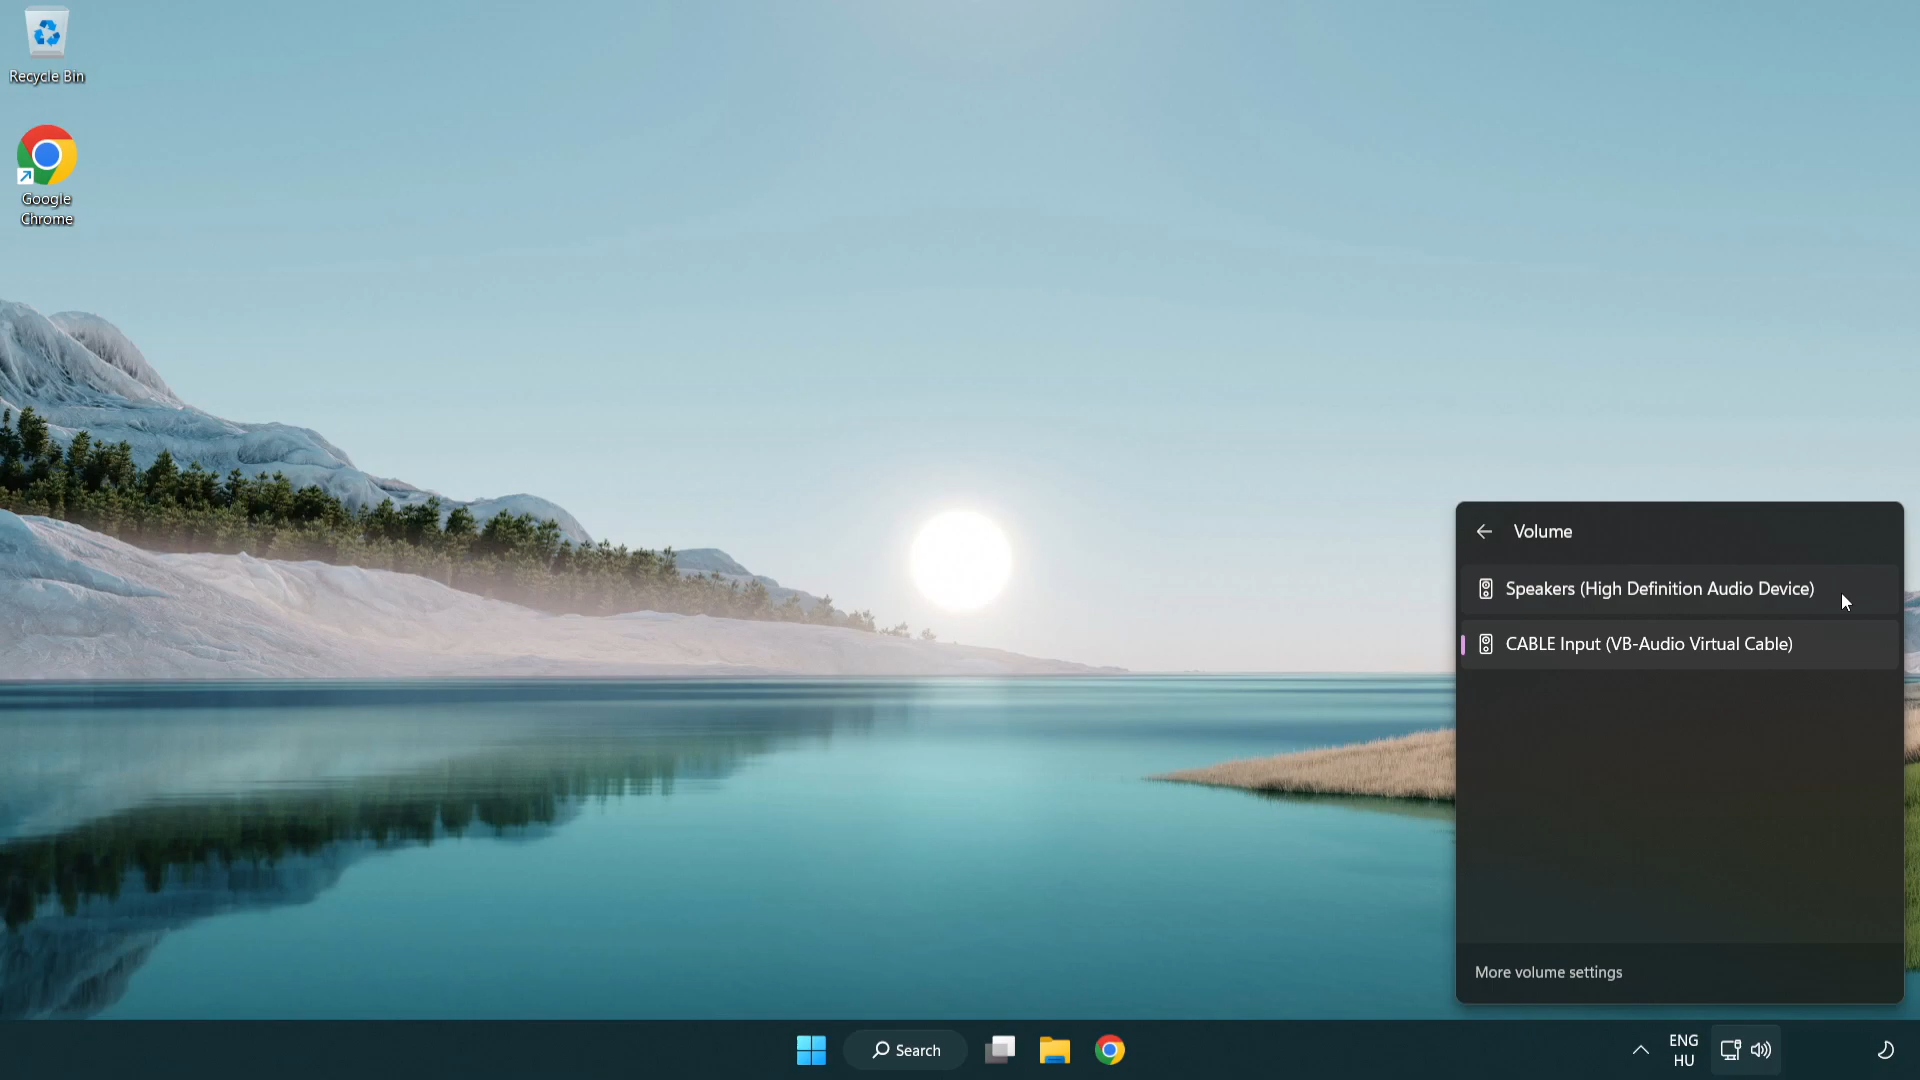 Recycle Bin
Google
Chrome
Volume
Speakers (High Definition Audio Device)
CABLE Input (VB-Audio Virtual Cable)
More volume settings
Search
ENG
HU